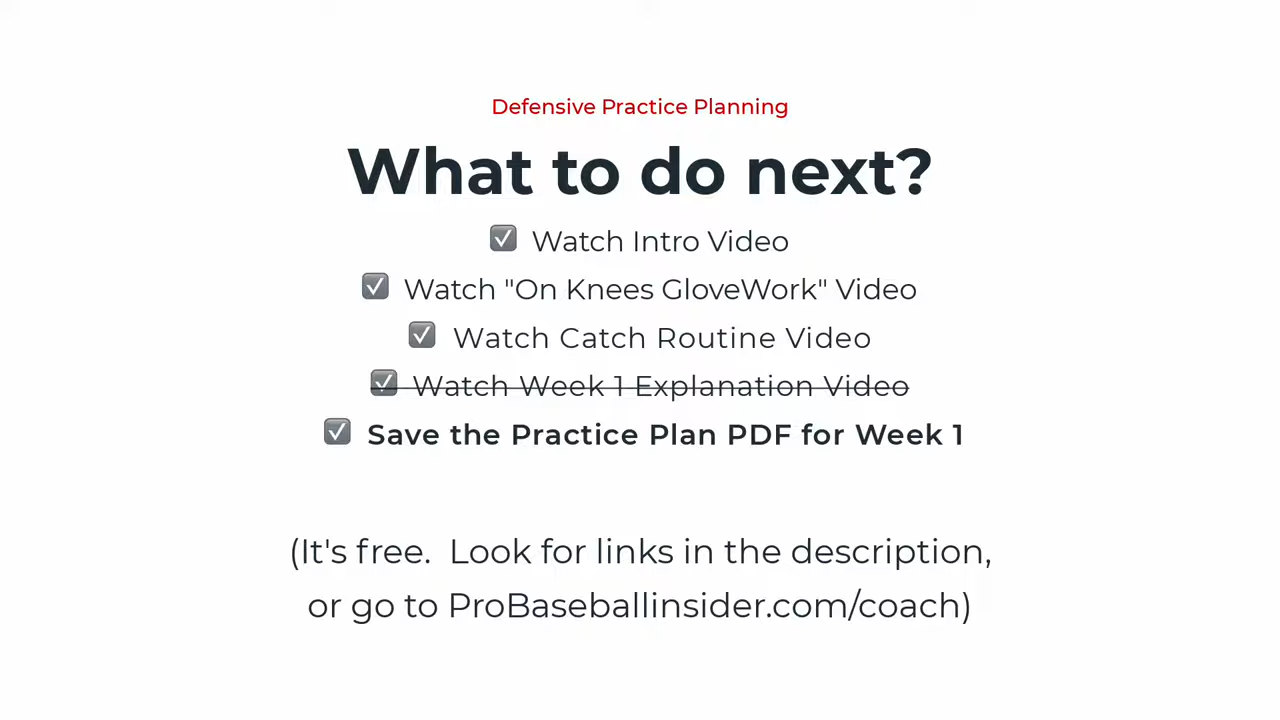 Defensive Practice Planning
What to do next?
☑ Watch Intro Video
☑ Watch "On Knees GloveWork" Video
☑ Watch Catch Routine Video
☑ Watch Week 1 Explanation Video
☑ Save the Practice Plan PDF for Week 1
(It's free. Look for links in the description,
or go to ProBaseballinsider.com/coach)